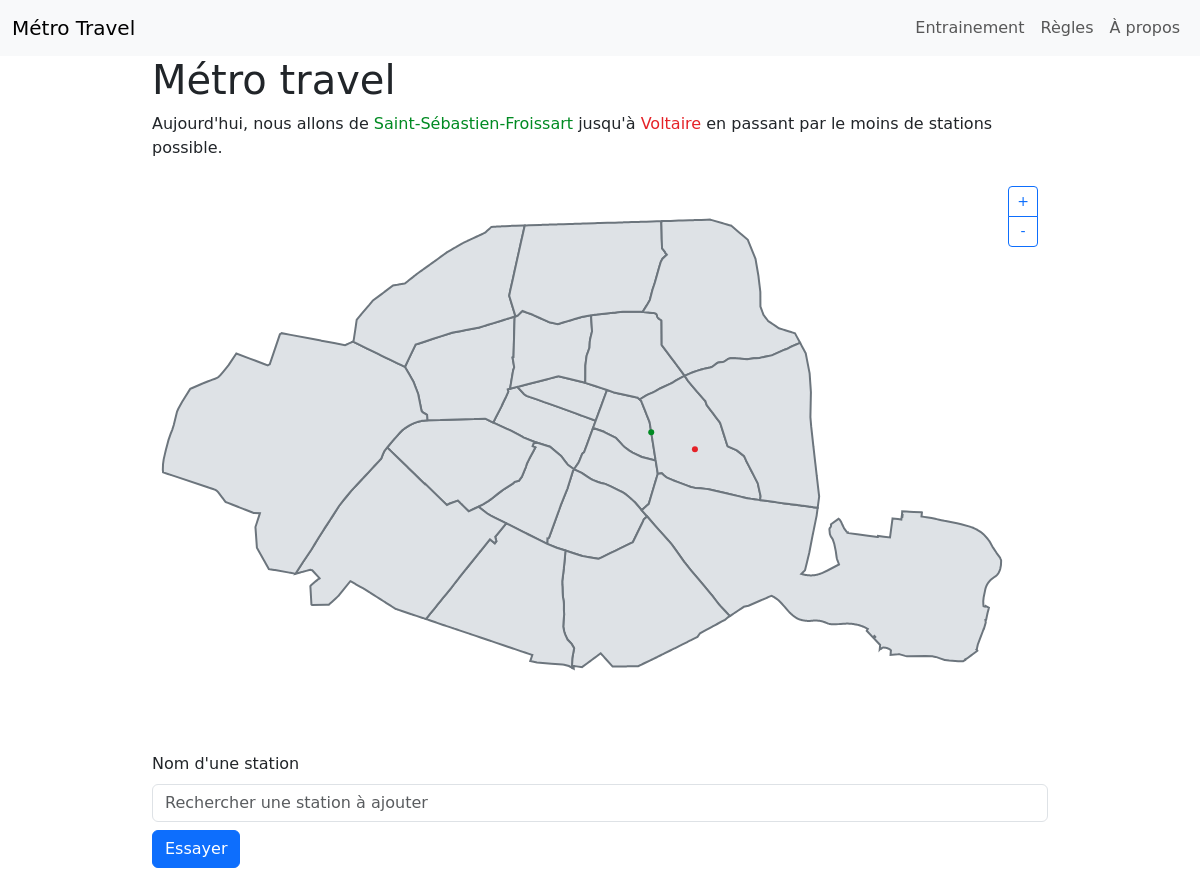 Métro Travel
Entrainement
Règles
À propos
Métro travel
Aujourd'hui, nous allons de Saint-Sébastien-Froissart jusqu'à Voltaire en passant par le moins de stations
possible.
+
-
Nom d'une station
Rechercher une station à ajouter
Essayer